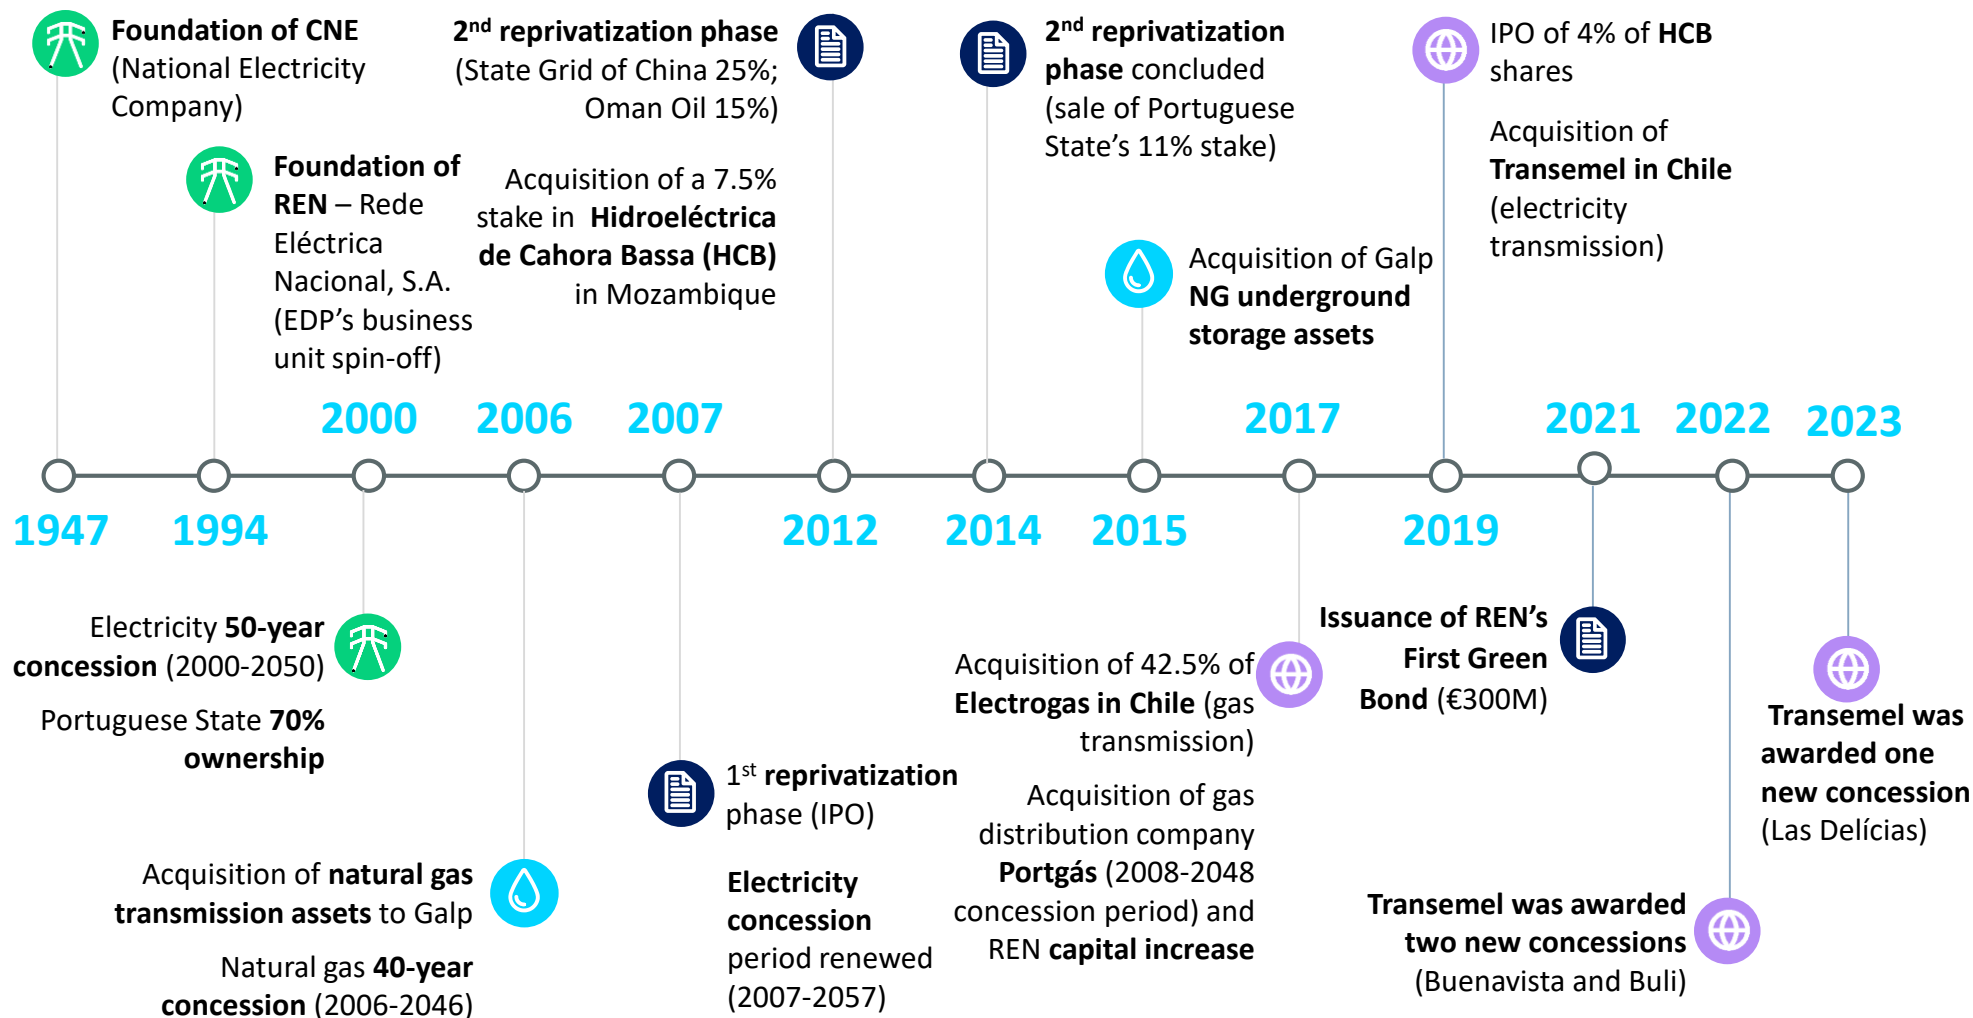 Foundation of CNE
(National Electricity
Company)
Foundation of
REN – Rede
Eléctrica
Nacional, S.A.
(EDP’s business
unit spin-off)
2nd reprivatization phase
(State Grid of China 25%;
Oman Oil 15%)
Acquisition of a 7.5%
stake in Hidroeléctrica
de Cahora Bassa (HCB)
in Mozambique
2nd reprivatization
phase concluded
(sale of Portuguese
State’s 11% stake)
Acquisition of Galp
NG underground
storage assets
IPO of 4% of HCB
shares
Acquisition of
Transemel in Chile
(electricity
transmission)
2000 2006 2007 2017 2021 2022 2023
1947 1994 2012 2014 2015 2019
Electricity 50-year
concession (2000-2050)
Portuguese State 70%
ownership
Acquisition of natural gas
transmission assets to Galp
Natural gas 40-year
concession (2006-2046)
1st reprivatization
phase (IPO)
Electricity
concession
period renewed
(2007-2057)
Acquisition of 42.5% of
Electrogas in Chile (gas
transmission)
Acquisition of gas
distribution company
Portgás (2008-2048
concession period) and
REN capital increase
Issuance of REN’s
First Green
Bond (€300M)
Transemel was awarded
two new concessions
(Buenavista and Buli)
Transemel was
awarded one
new concession
(Las Delícias)